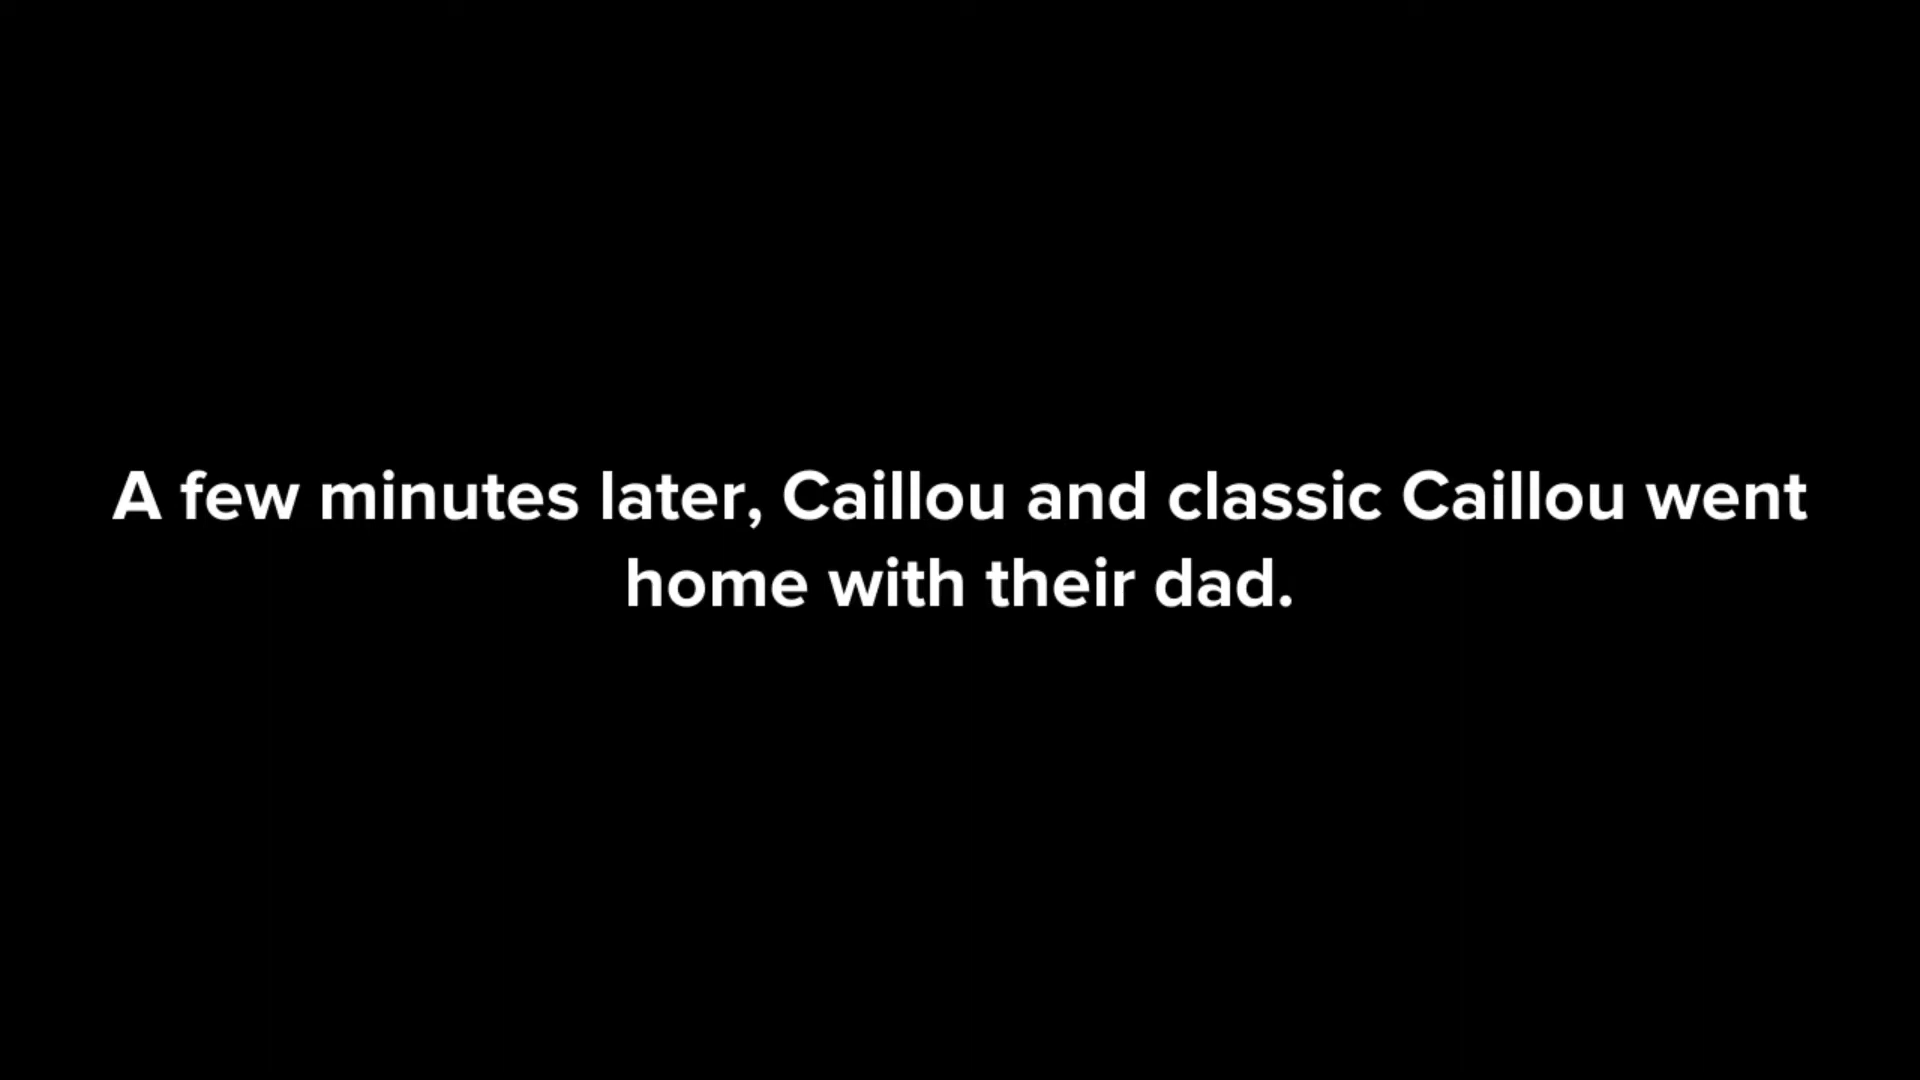 A few minutes later, Caillou and classic Caillou went
home with their dad.